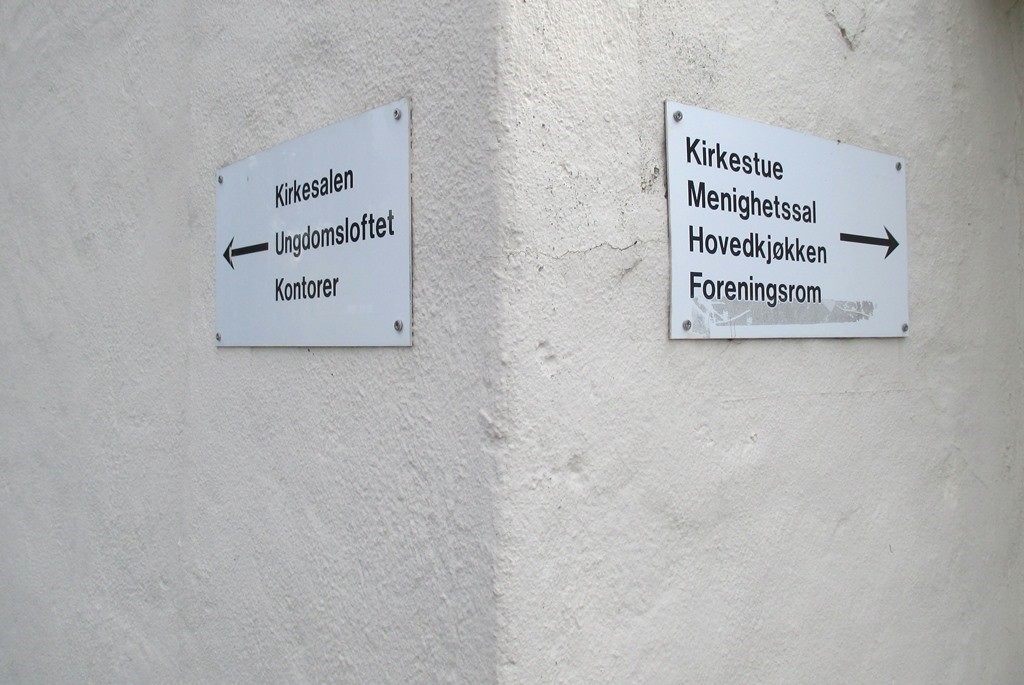 Kirkesalen
Ungdomsloftet
Kontorer
Kirkestue
Menighetssal
Hovedkjøkken
Foreningsrom